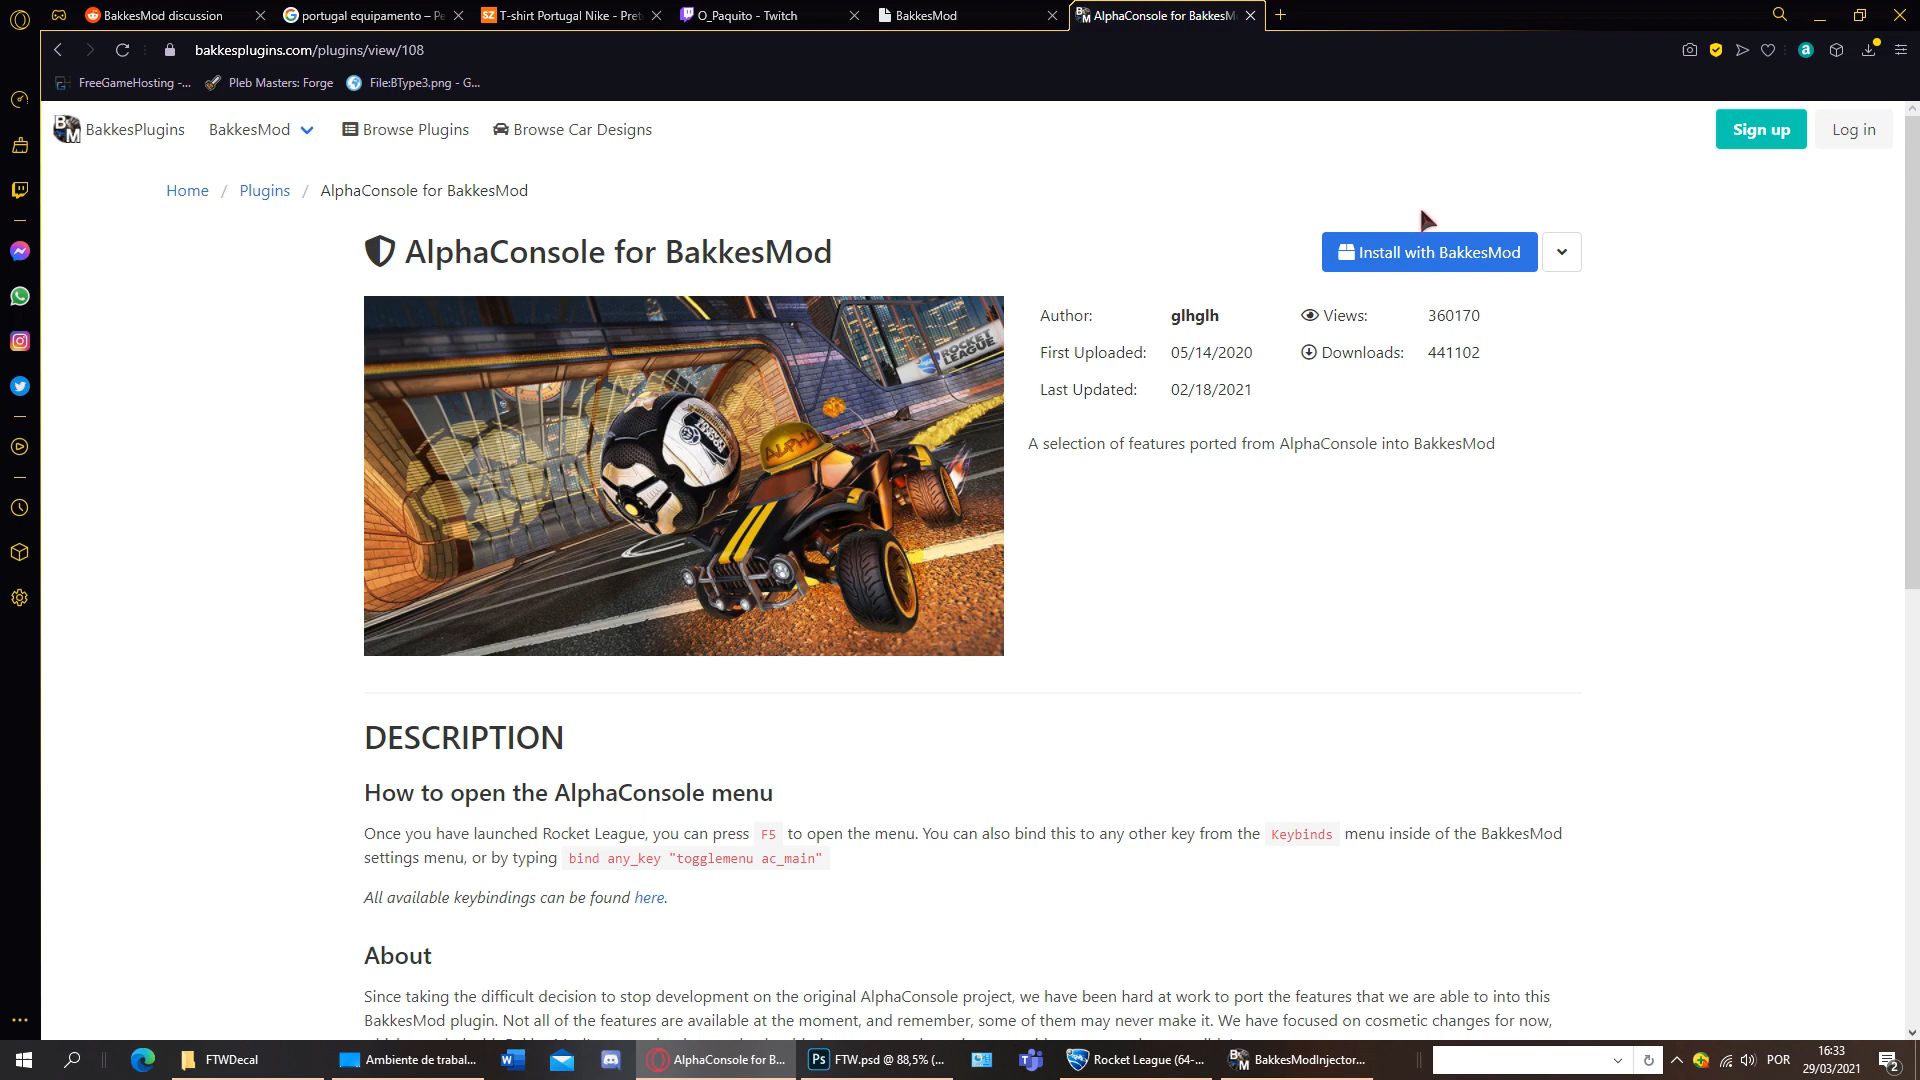 BakkesMod discussion
portugal equipamento – Pe
T-shirt Portugal Nike - Pret
O_Paquito - Twitch
BakkesMod
AlphaConsole for BakkesM
bakkesplugins.com/plugins/view/108
FreeGameHosting -...
Pleb Masters: Forge
File:BType3.png - G...
BakkesPlugins
BakkesMod
Browse Plugins
Browse Car Designs
Sign up
Log in
Home / Plugins / AlphaConsole for BakkesMod
AlphaConsole for BakkesMod
Install with BakkesMod
Author: glhglh
Views: 360170
First Uploaded: 05/14/2020
Downloads: 441102
Last Updated: 02/18/2021
A selection of features ported from AlphaConsole into BakkesMod
ROCKET LEAGUE
ALPHA
DESCRIPTION
How to open the AlphaConsole menu
Once you have launched Rocket League, you can press F5 to open the menu. You can also bind this to any other key from the Keybinds menu inside of the BakkesMod
settings menu, or by typing bind any_key "togglemenu ac_main"
All available keybindings can be found here.
About
Since taking the difficult decision to stop development on the original AlphaConsole project, we have been hard at work to port the features that we are able to into this
BakkesMod plugin. Not all of the features are available at the moment, and remember, some of them may never make it. We have focused on cosmetic changes for now,
FTWDecal
Ambiente de trabal...
AlphaConsole for B...
FTW.psd @ 88,5% (...
Rocket League (64-...
BakkesModInjector...
POR
16:33
29/03/2021
2